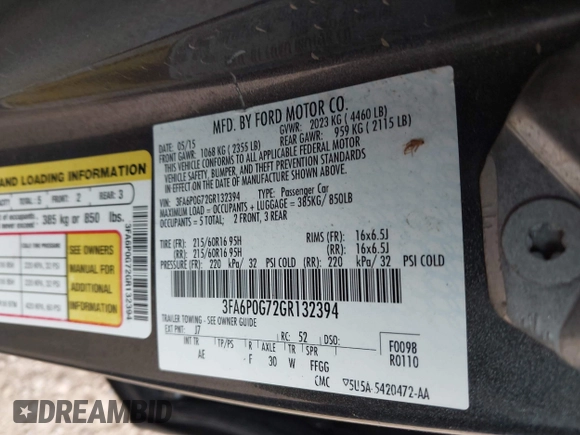 MFD. BY FORD MOTOR CO.
DATE: 05/15 GVWR: 2023 KG ( 4460 LB)
FRONT GAWR: 1068 KG ( 2355 LB) REAR GAWR: 959 KG ( 2115 LB)
THIS VEHICLE CONFORMS TO ALL APPLICABLE FEDERAL MOTOR
VEHICLE SAFETY, BUMPER, AND THEFT PREVENTION STANDARDS
IN EFFECT ON THE DATE OF MANUFACTURE SHOWN ABOVE.
VIN: 3FA6P0G72GR132394 TYPE: Passenger Car
MAXIMUM LOAD = OCCUPANTS + LUGGAGE = 385KG/ 850LB
OCCUPANTS = 5 TOTAL: 2 FRONT, 3 REAR
TIRE (FR): 215/60R16 95H RIMS (FR): 16x6.5J
(RR): 215/60R16 95H (RR): 16x6.5J
PRESSURE (FR): 220 kPa/ 32 PSI COLD (RR): 220 kPa/ 32 PSI COLD
3FA6P0G72GR132394
TRAILER TOWING - SEE OWNER GUIDE
EXT PNT: J7 RC: 52 DSO:
F0098
R0110
INT TR TP/PS R AXLE TR SPR
AE F 30 W FFGG
CMC
5U5A-5420472-AA
AND LOADING INFORMATION
TOTAL: 5 FRONT: 2 REAR: 3
385 kg or 850 lbs.
SEE OWNERS
MANUAL FOR
ADDITIONAL
INFORMATION
3FA6P0G72GR132394
DREAMBID